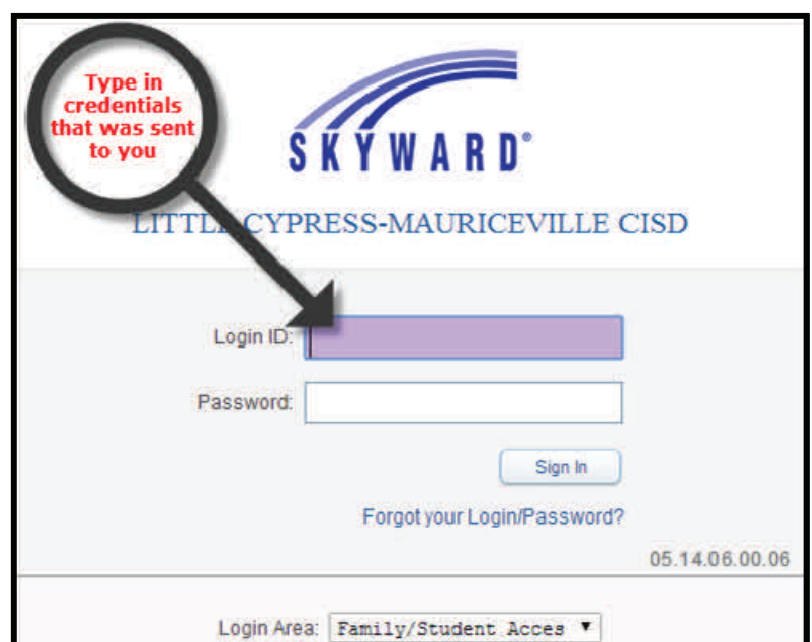 Type in
credentials
that was sent
to you
SKYWARD®
LITTLE CYPRESS-MAURICEVILLE CISD
Login ID:
Password:
Sign In
Forgot your Login/Password?
05.14.06.00.06
Login Area: Family/Student Acces